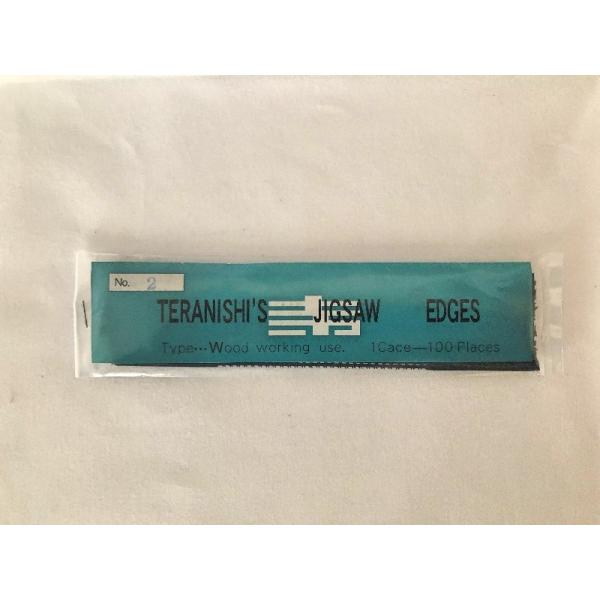 No. 2
TERANISHI'S JIGSAW EDGES
Type···Wood working use. 1Cace—100 Places